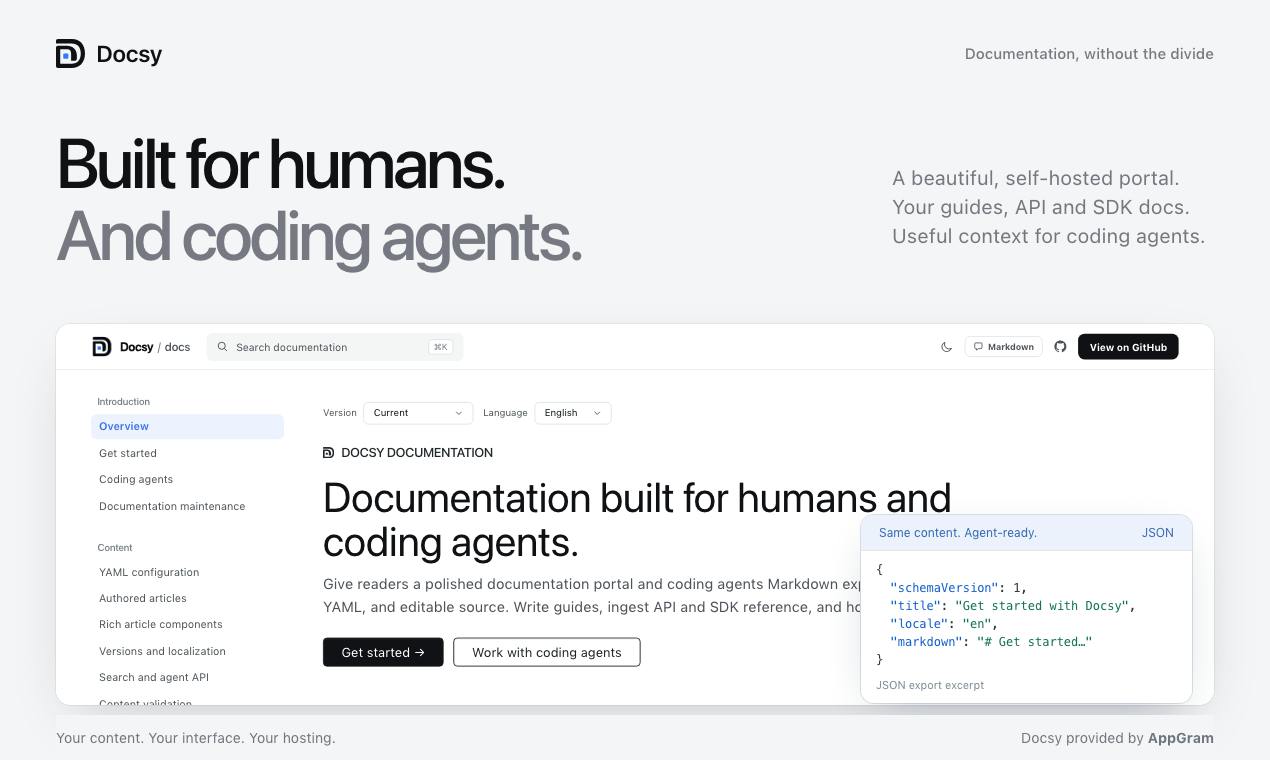 Docsy
Documentation, without the divide
Built for humans.
And coding agents.
A beautiful, self-hosted portal.
Your guides, API and SDK docs.
Useful context for coding agents.
Docsy / docs
Search documentation
⌘K
Markdown
View on GitHub
Introduction
Overview
Get started
Coding agents
Documentation maintenance
Content
YAML configuration
Authored articles
Rich article components
Versions and localization
Search and agent API
Content validation
Version
Current
Language
English
DOCSY DOCUMENTATION
Documentation built for humans and
coding agents.
Give readers a polished documentation portal and coding agents Markdown
YAML, and editable source. Write guides, ingest API and SDK reference, and
Get started →
Work with coding agents
Same content. Agent-ready.
JSON
{
"schemaVersion": 1,
"title": "Get started with Docsy",
"locale": "en",
"markdown": "# Get started…"
}
JSON export excerpt
Your content. Your interface. Your hosting.
Docsy provided by AppGram